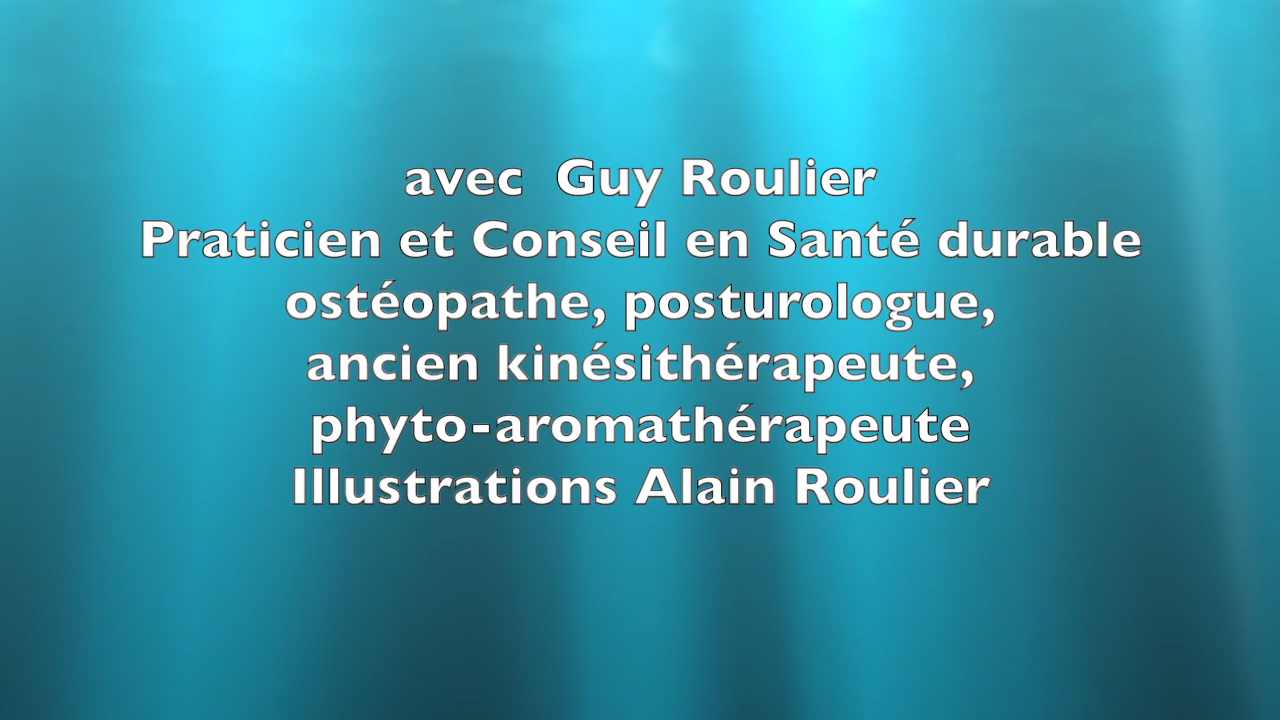 avec  Guy Roulier
Praticien et Conseil en Santé durable
ostéopathe, posturologue,
ancien kinésithérapeute,
phyto-aromathérapeute
Illustrations Alain Roulier